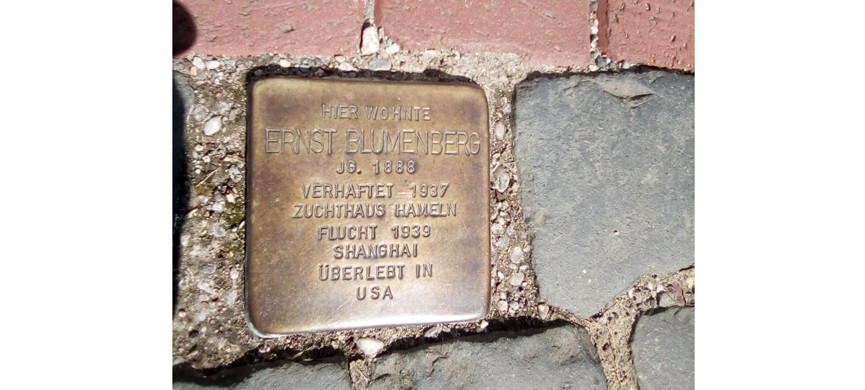 HIER WOHNTE
ERNST BLUMENBERG
JG. 1888
VERHAFTET 1937
ZUCHTHAUS HAMELN
FLUCHT 1939
SHANGHAI
ÜBERLEBT IN
USA